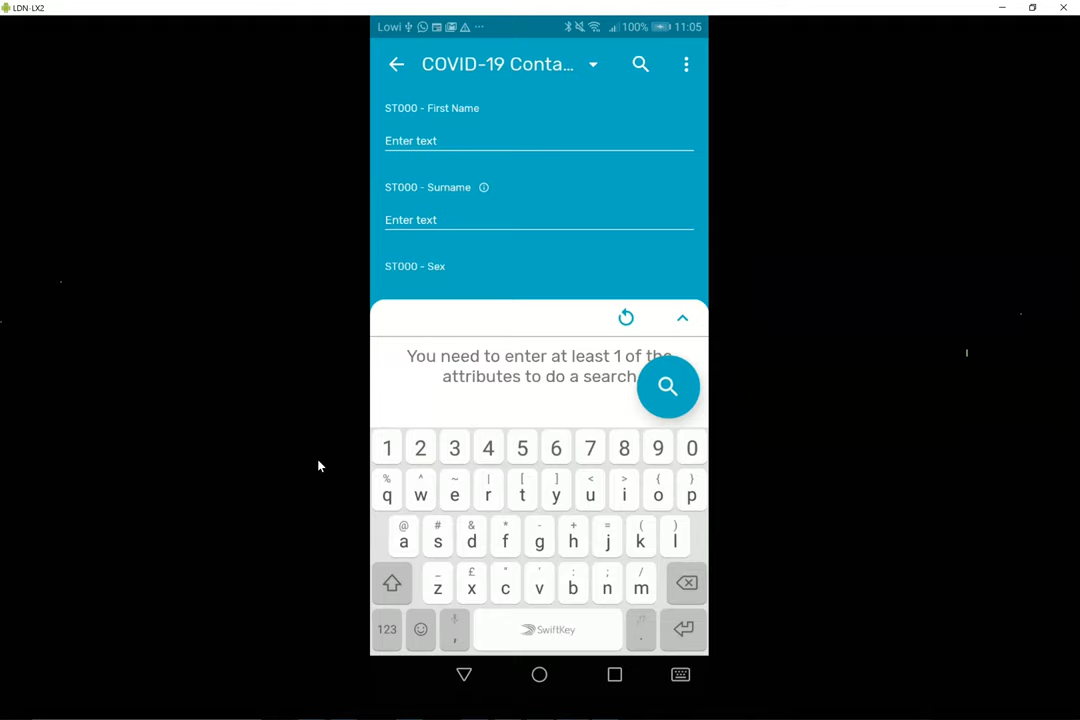 LDN-LX2
Lowi 100% 11:05
COVID-19 Conta...
ST000 - First Name
Enter text
ST000 - Surname
Enter text
ST000 - Sex
You need to enter at least 1 of the
attributes to do a search
1 2 3 4 5 6 7 8 9 0
% ^ ~ | [ ] < > { }
q w e r t y u i o p
@ # & * - + = ( )
a s d f g h j k l
_ £ " ' : ; /
z x c v b n m
123 , SwiftKey .